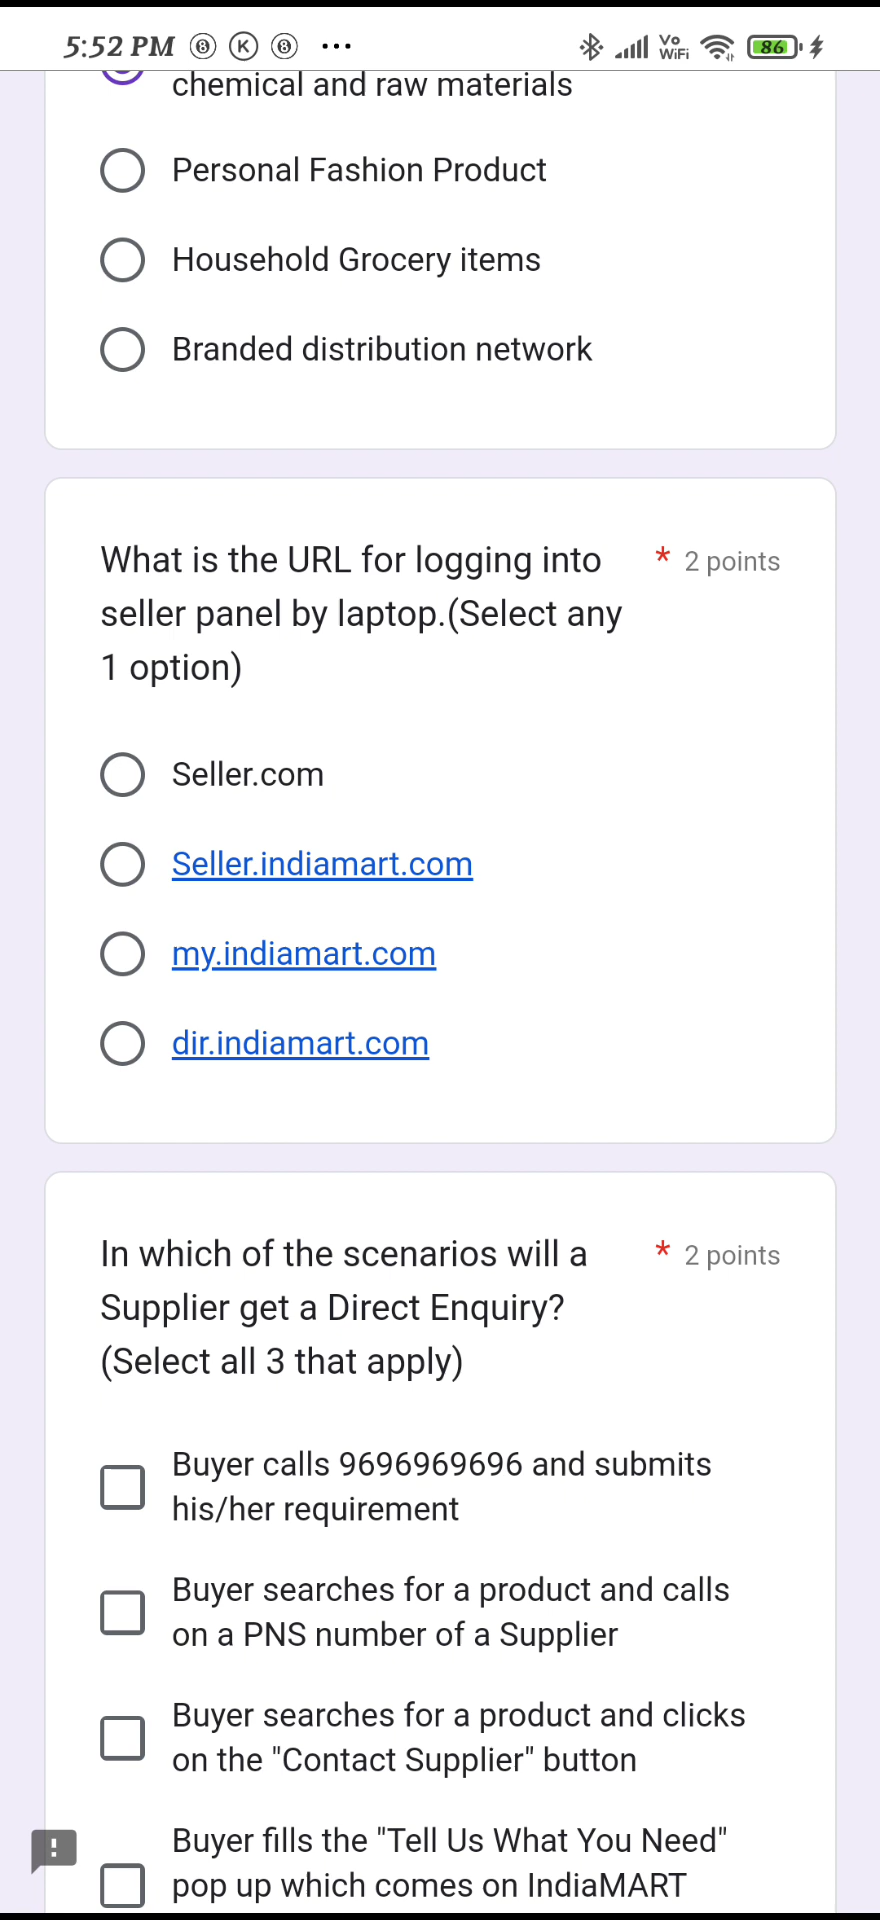 5:52 PM
Vo
WiFi
86
chemical and raw materials
Personal Fashion Product
Household Grocery items
Branded distribution network
What is the URL for logging into
seller panel by laptop.(Select any
1 option)
* 2 points
Seller.com
Seller.indiamart.com
my.indiamart.com
dir.indiamart.com
In which of the scenarios will a
Supplier get a Direct Enquiry?
(Select all 3 that apply)
* 2 points
Buyer calls 9696969696 and submits
his/her requirement
Buyer searches for a product and calls
on a PNS number of a Supplier
Buyer searches for a product and clicks
on the "Contact Supplier" button
Buyer fills the "Tell Us What You Need"
pop up which comes on IndiaMART